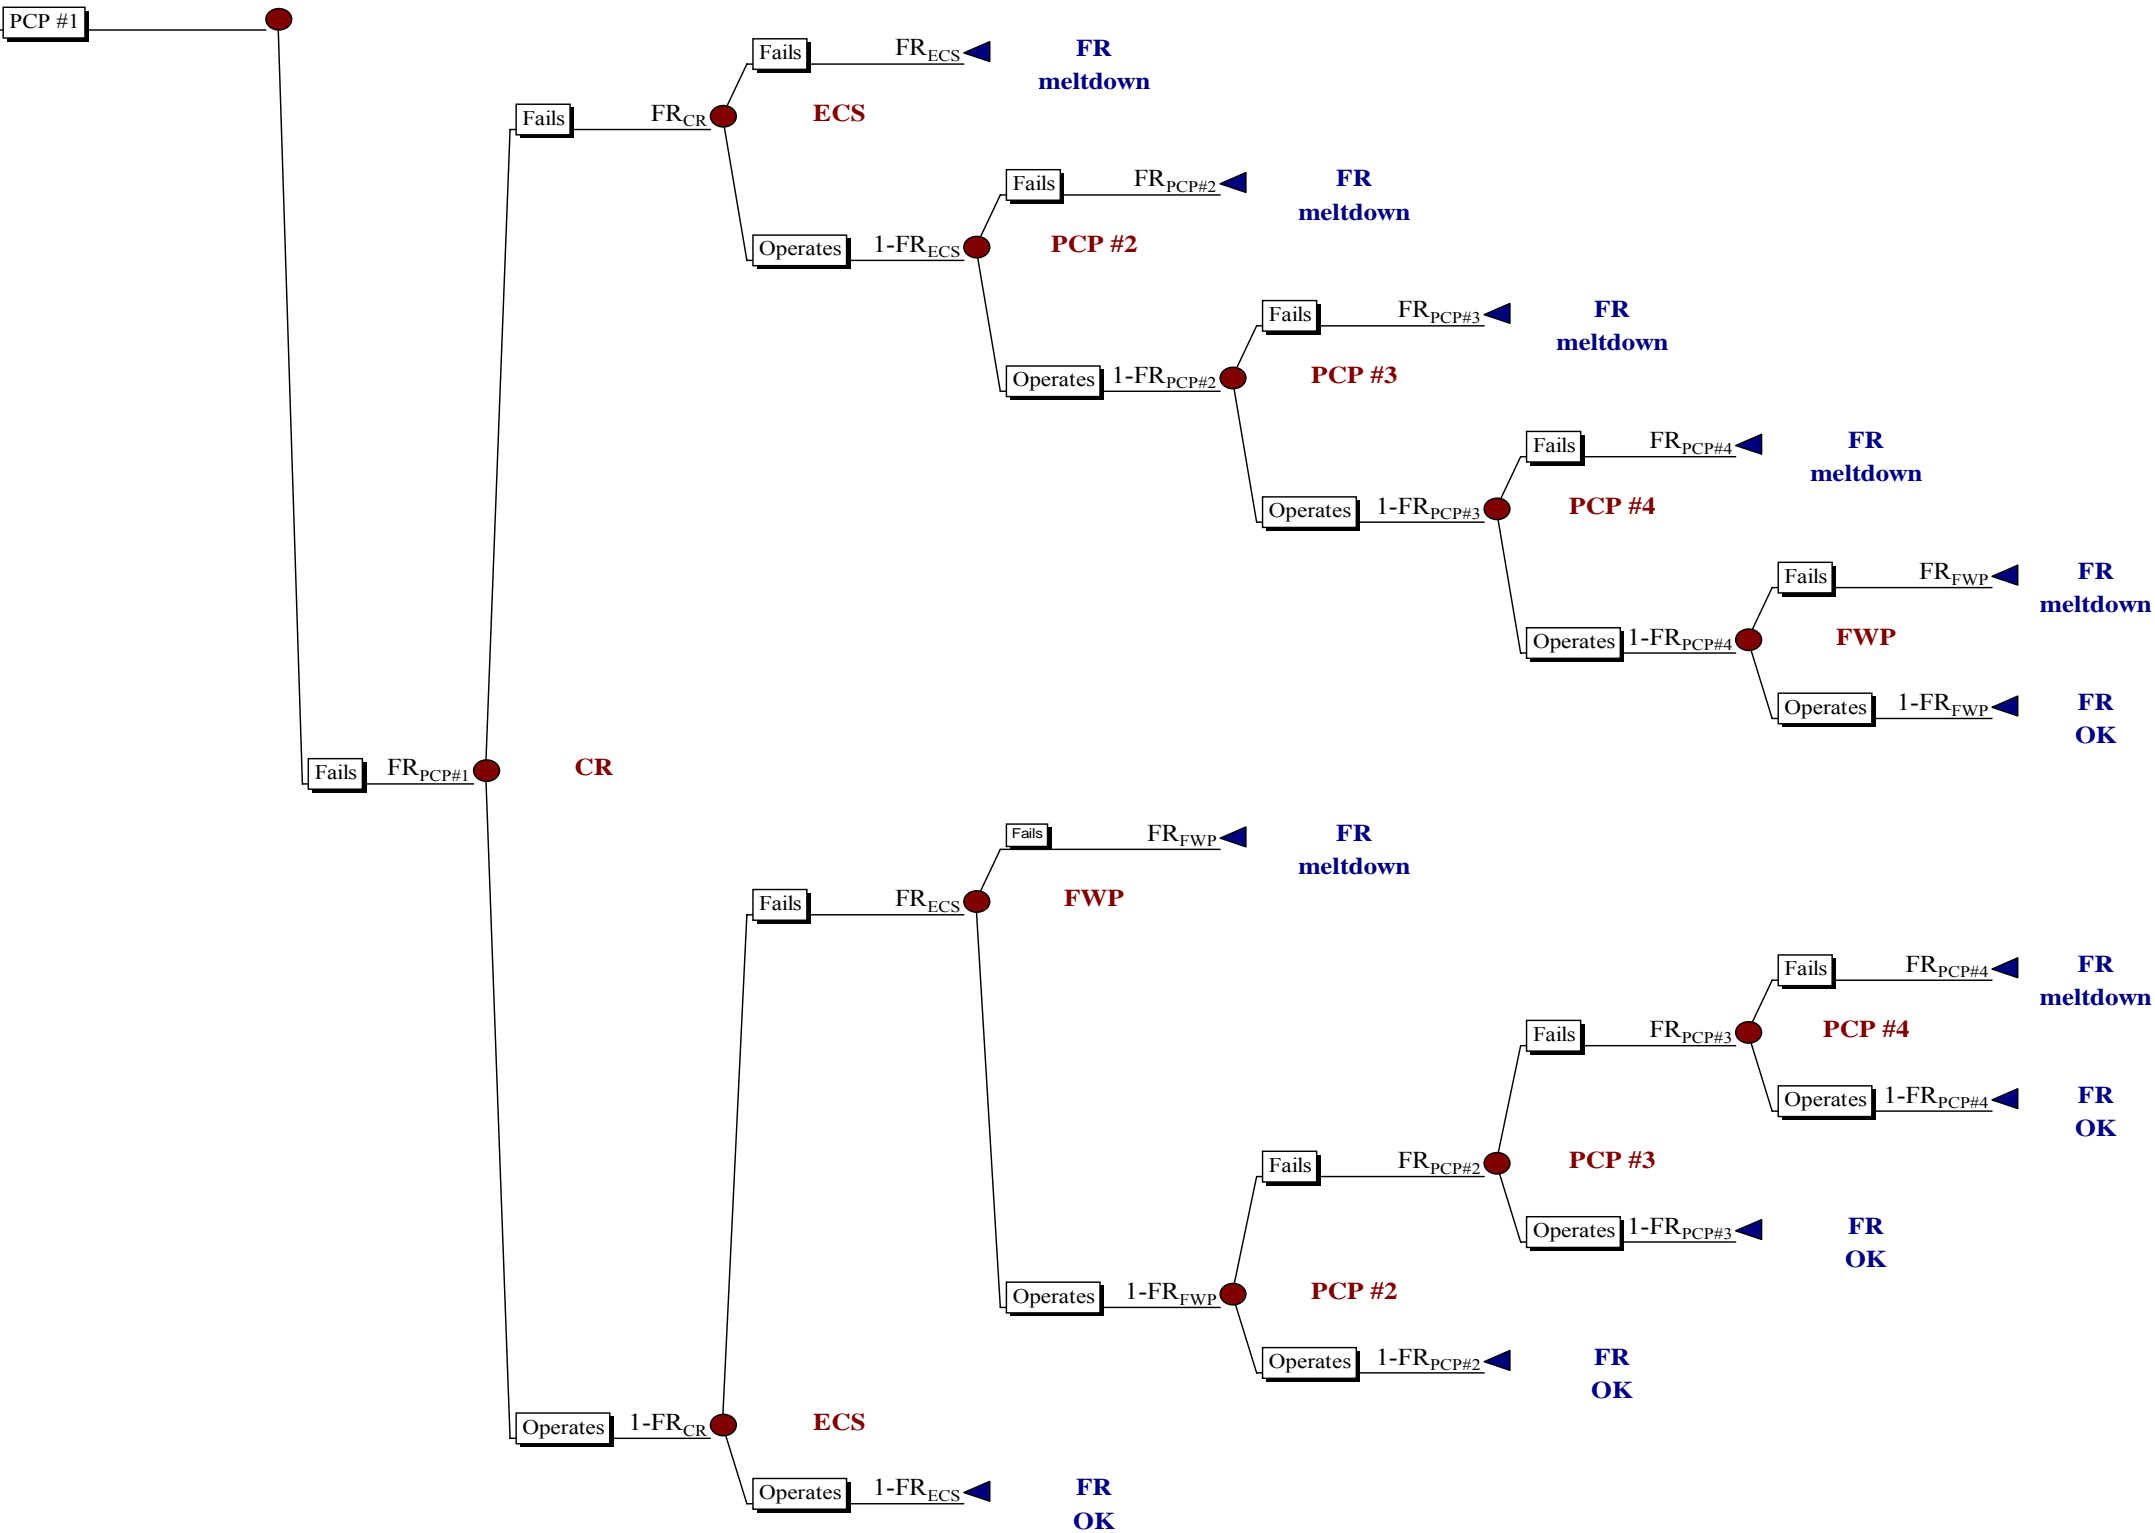 PCP #1
Fails FR_ECS FR
meltdown
Fails FR_CR ECS
Fails FR_PCP#2 FR
meltdown
Operates 1-FR_ECS PCP #2
Fails FR_PCP#3 FR
meltdown
Operates 1-FR_PCP#2 PCP #3
Fails FR_PCP#4 FR
meltdown
Operates 1-FR_PCP#3 PCP #4
Fails FR_FWP FR
meltdown
Operates 1-FR_PCP#4 FWP
Operates 1-FR_FWP FR
OK
Fails FR_PCP#1 CR
Fails FR_FWP FR
meltdown
Fails FR_ECS FWP
Fails FR_PCP#4 FR
meltdown
Fails FR_PCP#3 PCP #4
Operates 1-FR_PCP#4 FR
OK
Fails FR_PCP#2 PCP #3
Operates 1-FR_PCP#3 FR
OK
Operates 1-FR_FWP PCP #2
Operates 1-FR_PCP#2 FR
OK
Operates 1-FR_CR ECS
Operates 1-FR_ECS FR
OK